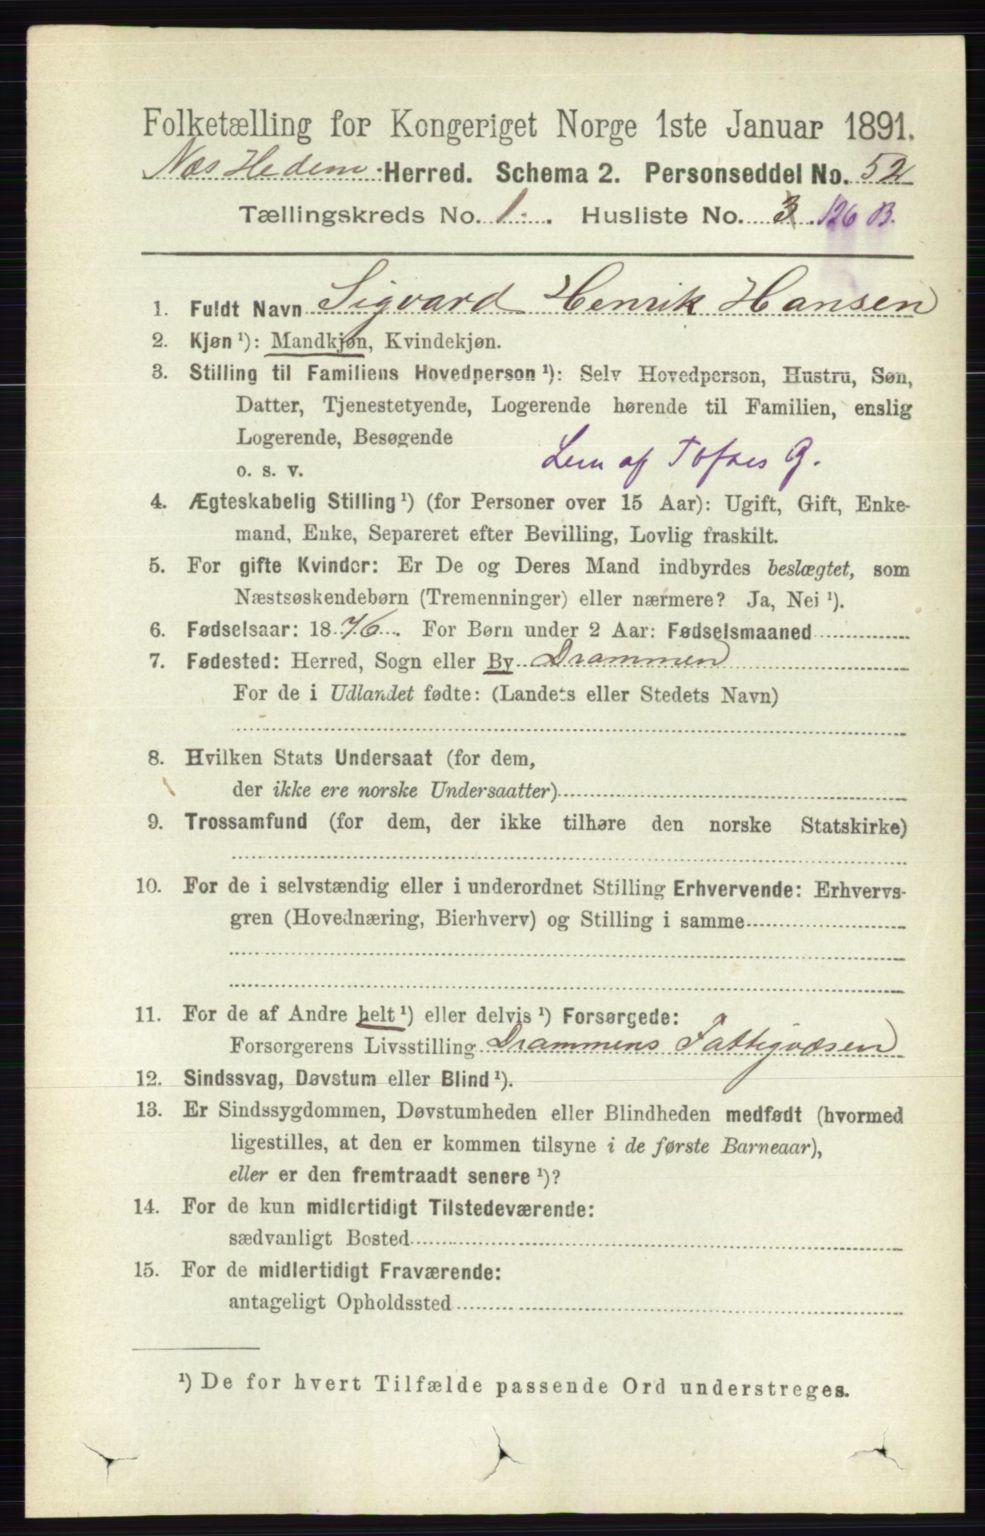 Folketælling for Kongeriget Norge 1ste Januar 1891.
Næs Hedem. Herred. Schema 2. Personseddel No. 52
Tællingskreds No. 1. Husliste No. 3 126 B.
1. Fuldt Navn Sigvard Henrik Hansen
2. Kjøn ¹): Mandkjøn, Kvindekjøn.
3. Stilling til Familiens Hovedperson ¹): Selv Hovedperson, Hustru, Søn,
Datter, Tjenestetyende, Logerende hørende til Familien, enslig
Logerende, Besøgende
o. s. v. Lem af Toftes G.
4. Ægteskabelig Stilling ¹) (for Personer over 15 Aar): Ugift, Gift, Enke-
mand, Enke, Separeret efter Bevilling, Lovlig fraskilt.
5. For gifte Kvinder: Er De og Deres Mand indbyrdes beslægtet, som
Næstsøskendebørn (Tremenninger) eller nærmere? Ja, Nei ¹).
6. Fødselsaar: 1876. For Børn under 2 Aar: Fødselsmaaned
7. Fødested: Herred, Sogn eller By Drammen
For de i Udlandet fødte: (Landets eller Stedets Navn)
8. Hvilken Stats Undersaat (for dem,
der ikke ere norske Undersaatter)
9. Trossamfund (for dem, der ikke tilhøre den norske Statskirke)
10. For de i selvstændig eller i underordnet Stilling Erhvervende: Erhvervs-
gren (Hovednæring, Bierhverv) og Stilling i samme
11. For de af Andre helt ¹) eller delvis ¹) Forsørgede:
Forsørgerens Livsstilling Drammens Fattigvæsen
12. Sindssvag, Døvstum eller Blind ¹).
13. Er Sindssygdommen, Døvstumheden eller Blindheden medfødt (hvormed
ligestilles, at den er kommen tilsyne i de første Barneaar),
eller er den fremtraadt senere ¹)?
14. For de kun midlertidigt Tilstedeværende:
sædvanligt Bosted
15. For de midlertidigt Fraværende:
antageligt Opholdssted
¹) De for hvert Tilfælde passende Ord understreges.